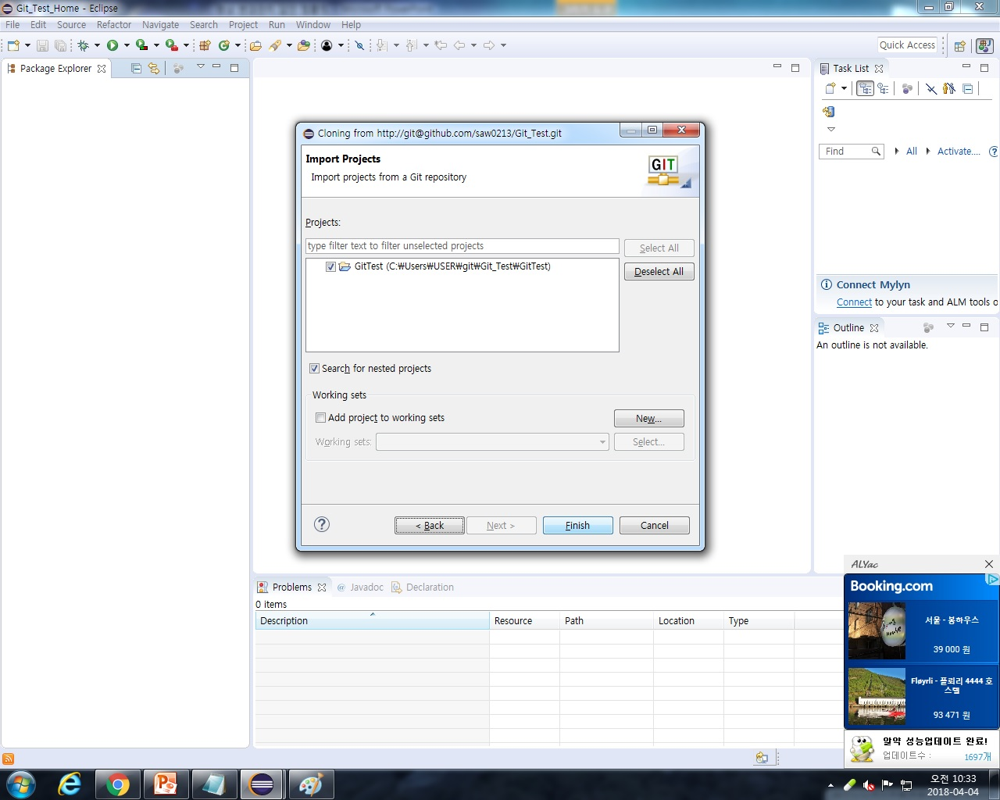 Git_Test_Home - Eclipse
File Edit Source Refactor Navigate Search Project Run Window Help
Quick Access
Package Explorer
Task List
Find All Activate....
Cloning from http://git@github.com/saw0213/Git_Test.git
Import Projects
Import projects from a Git repository
GIT
Projects:
type filter text to filter unselected projects
Select All
GitTest (C:₩Users₩USER₩git₩Git_Test₩GitTest)
Deselect All
Search for nested projects
Working sets
Add project to working sets
New...
Working sets:
Select...
< Back Next > Finish Cancel
Connect Mylyn
Connect to your task and ALM tools o
Outline
An outline is not available.
Problems @ Javadoc Declaration
0 items
Description Resource Path Location Type
ALYac
Booking.com
서울 - 봉하우스
39 000 원
Fløyrli - 플뢰리 4444 호
스텔
93 471 원
알약 성능업데이트 완료!
업데이트수 : 1697개
오전 10:33
2018-04-04